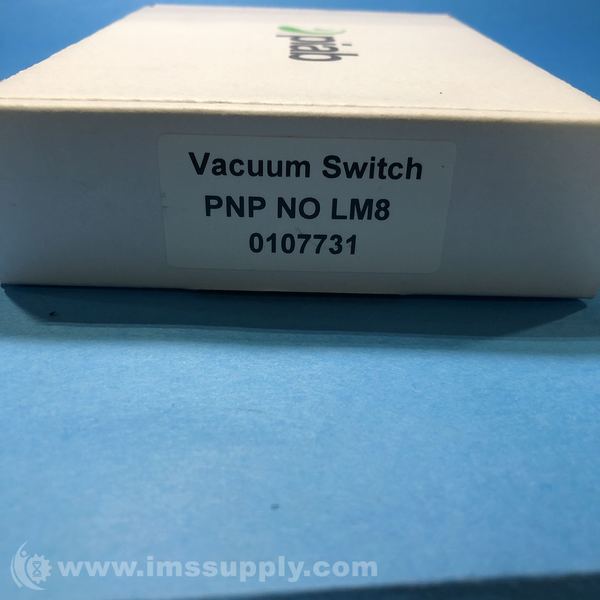 piab
Vacuum Switch
PNP NO LM8
0107731
www.imssupply.com